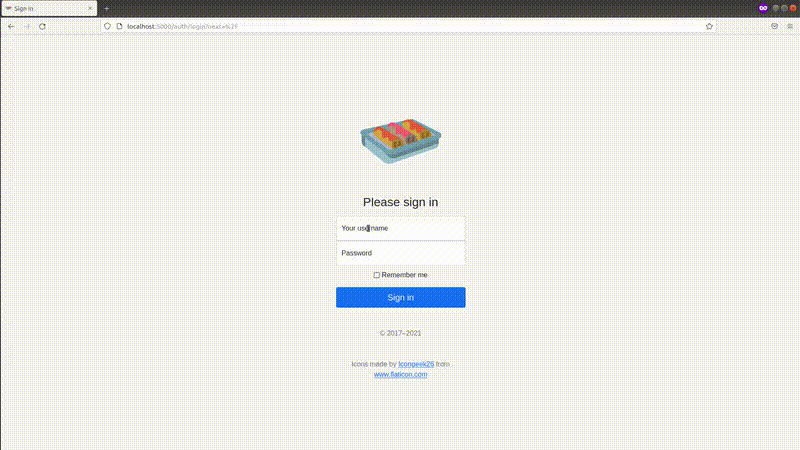 Sign in
localhost:5000/auth/login?next=%2F
Please sign in
Your username
Password
Remember me
Sign in
© 2017–2021
Icons made by Icongeek26 from
www.flaticon.com